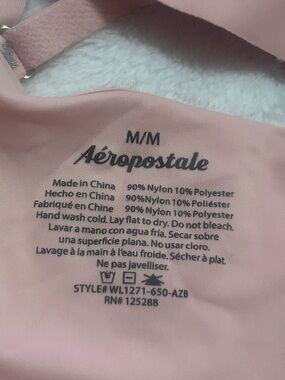 M/M
Aéropostale
Made in China 90% Nylon 10% Polyester
Hecho en China 90% Nylon 10% Poliéster
Fabriqué en Chine 90% Nylon 10% Polyester
Hand wash cold. Lay flat to dry. Do not bleach.
Lavar a mano con agua fria. Secar sobre
una superficie plana. No usar cloro.
Lavage à la main à l'eau froide. Sécher à plat.
Ne pas javelliser.
STYLE# WL1271-650-AZB
RN# 125288